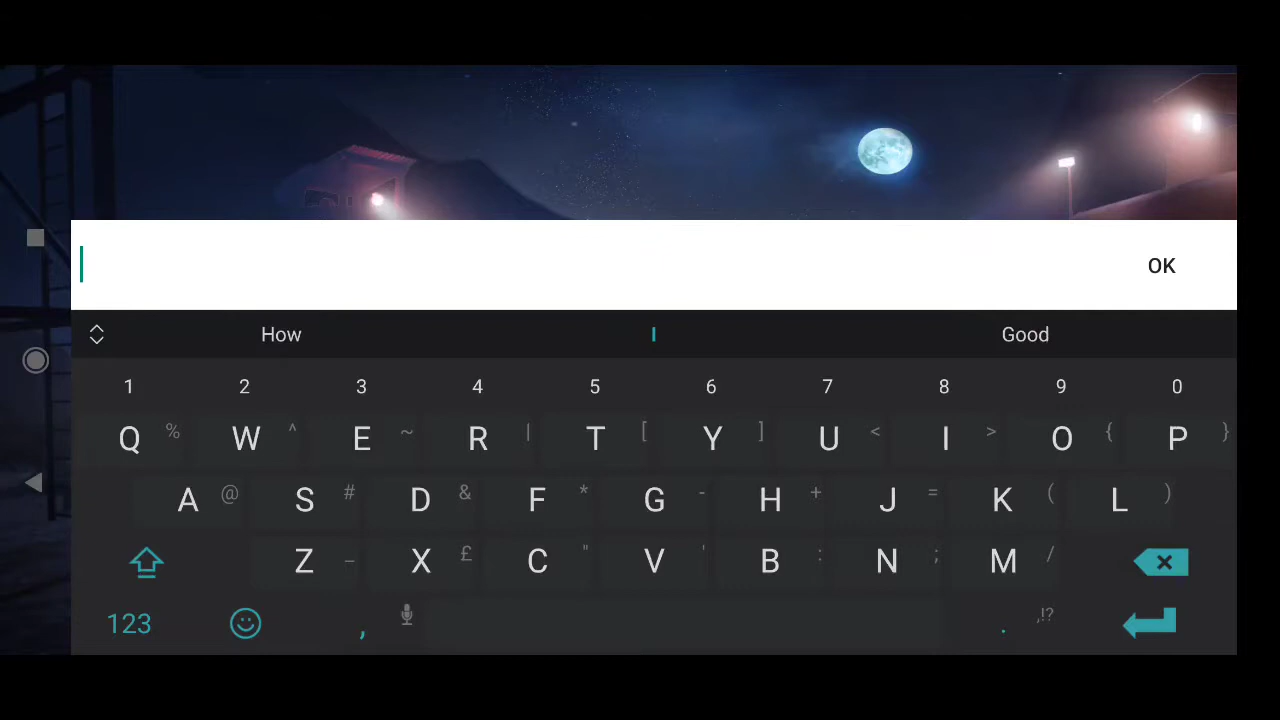 OK
How I Good
1 2 3 4 5 6 7 8 9 0
Q % W ^ E ~ R | T [ Y ] U < I > O { P }
A @ S # D & F * G - H + J = K ( L )
Z _ X £ C " V ' B : N ; M /
123 , . ,!?